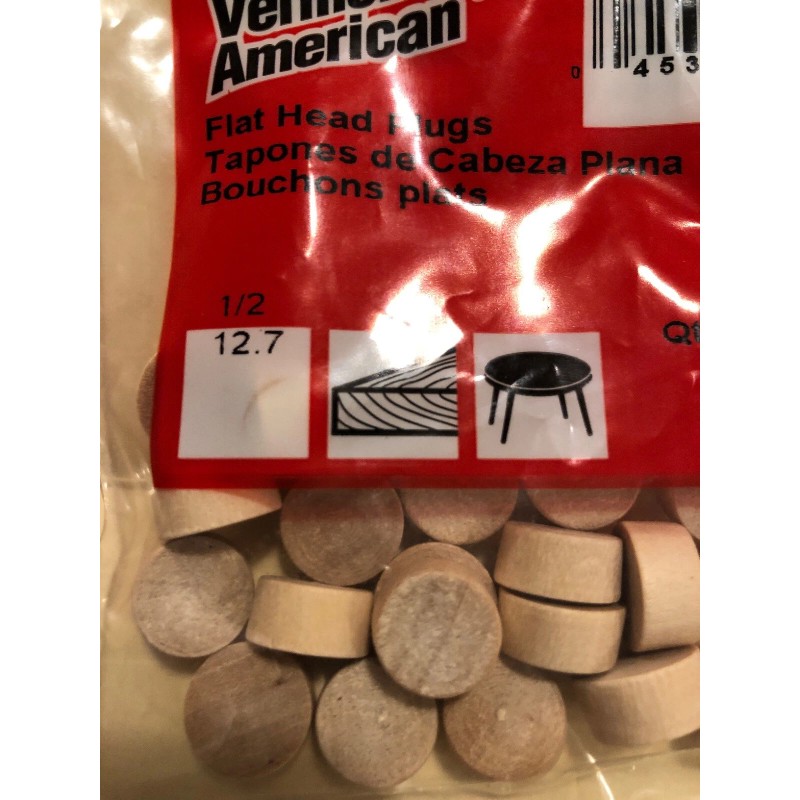 American
0 453
Flat Head Plugs
Tapones de Cabeza Plana
Bouchons plats
1/2
12.7